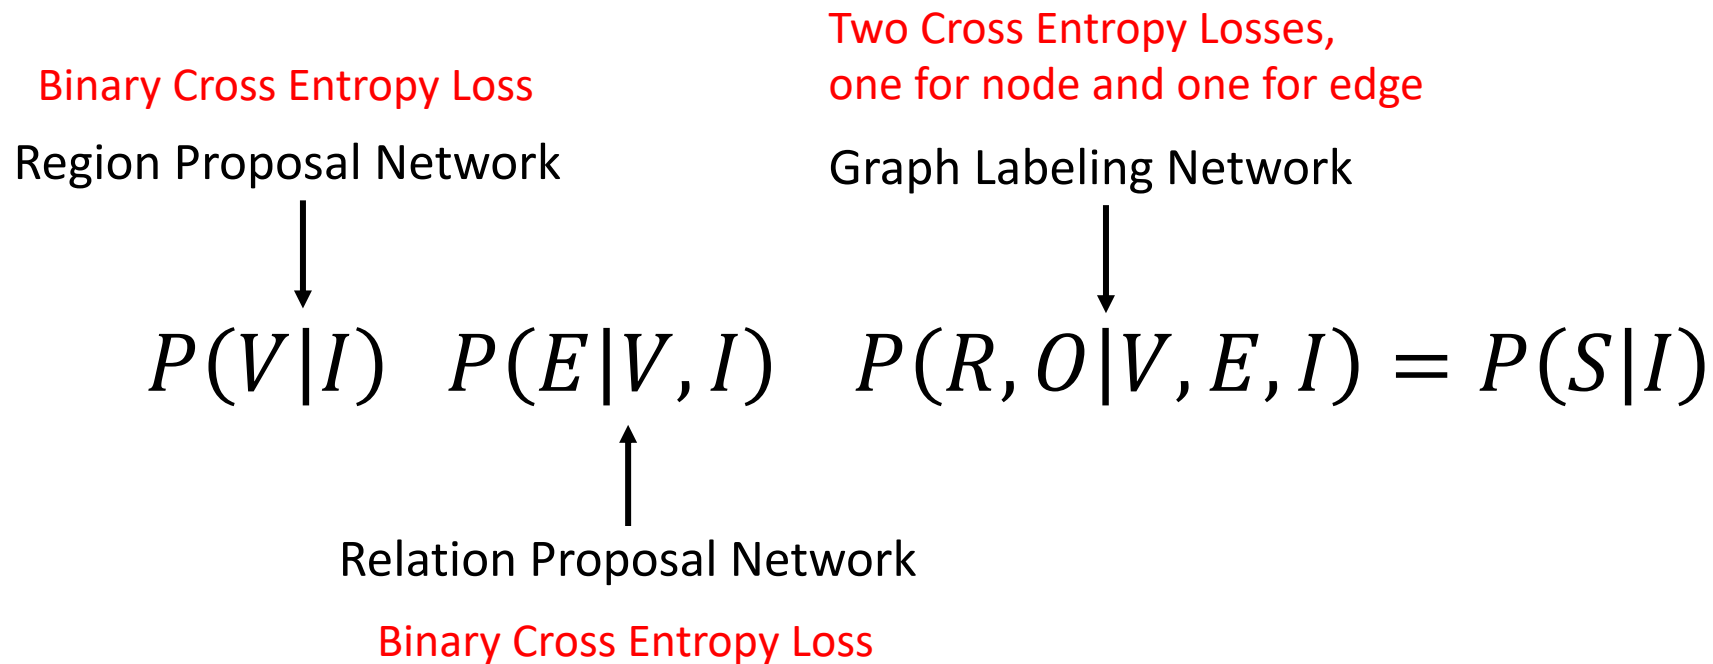 Two Cross Entropy Losses,
one for node and one for edge
Binary Cross Entropy Loss
Region Proposal Network
Graph Labeling Network
P(V|I) P(E|V, I) P(R, O|V, E, I) = P(S|I)
Relation Proposal Network
Binary Cross Entropy Loss